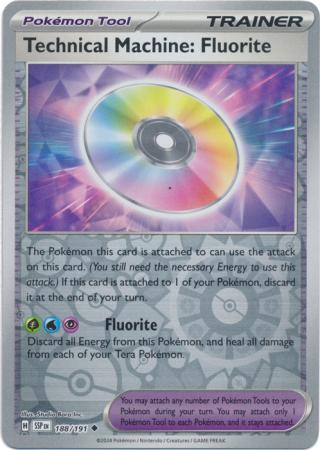 Pokémon Tool
TRAINER
Technical Machine: Fluorite
The Pokémon this card is attached to can use the attack
on this card. (You still need the necessary Energy to use this
attack.) If this card is attached to 1 of your Pokémon, discard
it at the end of your turn.
Fluorite
Discard all Energy from this Pokémon, and heal all damage
from each of your Tera Pokémon.
Illus. Studio Bora Inc.
H SSP EN 188/191
You may attach any number of Pokémon Tools to your
Pokémon during your turn. You may attach only 1
Pokémon Tool to each Pokémon, and it stays attached.
©2024 Pokémon / Nintendo / Creatures / GAME FREAK